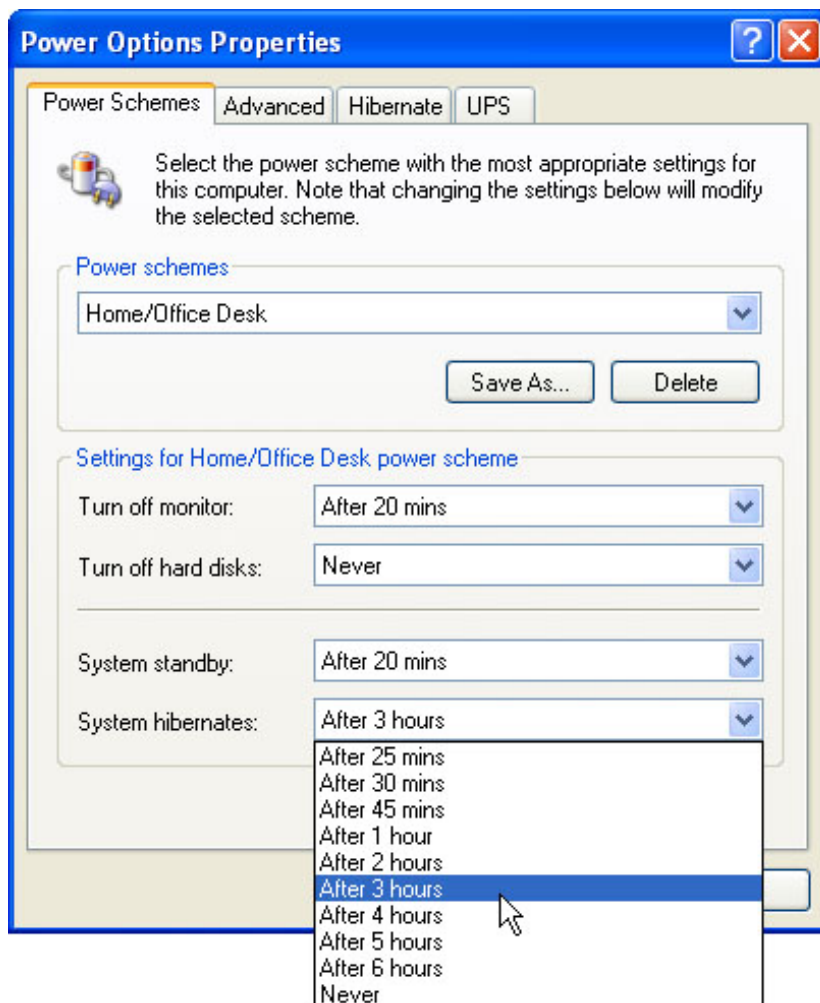 Power Options Properties
Power Schemes Advanced Hibernate UPS
Select the power scheme with the most appropriate settings for
this computer. Note that changing the settings below will modify
the selected scheme.
Power schemes
Home/Office Desk
Save As... Delete
Settings for Home/Office Desk power scheme
Turn off monitor: After 20 mins
Turn off hard disks: Never
System standby: After 20 mins
System hibernates: After 3 hours
After 25 mins
After 30 mins
After 45 mins
After 1 hour
After 2 hours
After 3 hours
After 4 hours
After 5 hours
After 6 hours
Never